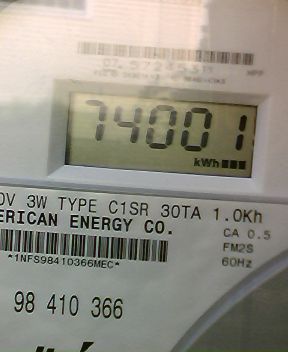 74001
kWh
0V 3W TYPE C1SR 30TA 1.0Kh
ERICAN ENERGY CO.
CA 0.5
FM2S
60Hz
*1NFS98410366MEC*
98 410 366